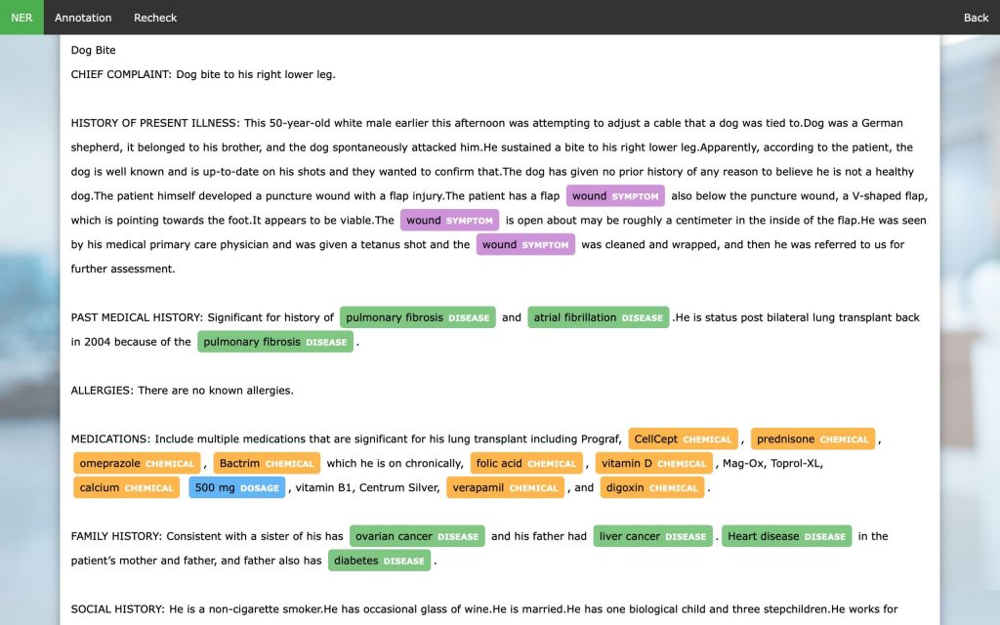 NER Annotation Recheck Back
Dog Bite
CHIEF COMPLAINT: Dog bite to his right lower leg.
HISTORY OF PRESENT ILLNESS: This 50-year-old white male earlier this afternoon was attempting to adjust a cable that a dog was tied to.Dog was a German
shepherd, it belonged to his brother, and the dog spontaneously attacked him.He sustained a bite to his right lower leg.Apparently, according to the patient, the
dog is well known and is up-to-date on his shots and they wanted to confirm that.The dog has given no prior history of any reason to believe he is not a healthy
dog.The patient himself developed a puncture wound with a flap injury.The patient has a flap wound SYMPTOM also below the puncture wound, a V-shaped flap,
which is pointing towards the foot.It appears to be viable.The wound SYMPTOM is open about may be roughly a centimeter in the inside of the flap.He was seen
by his medical primary care physician and was given a tetanus shot and the wound SYMPTOM was cleaned and wrapped, and then he was referred to us for
further assessment.
PAST MEDICAL HISTORY: Significant for history of pulmonary fibrosis DISEASE and atrial fibrillation DISEASE .He is status post bilateral lung transplant back
in 2004 because of the pulmonary fibrosis DISEASE .
ALLERGIES: There are no known allergies.
MEDICATIONS: Include multiple medications that are significant for his lung transplant including Prograf, CellCept CHEMICAL , prednisone CHEMICAL ,
omeprazole CHEMICAL , Bactrim CHEMICAL which he is on chronically, folic acid CHEMICAL , vitamin D CHEMICAL , Mag-Ox, Toprol-XL,
calcium CHEMICAL 500 mg DOSAGE , vitamin B1, Centrum Silver, verapamil CHEMICAL , and digoxin CHEMICAL .
FAMILY HISTORY: Consistent with a sister of his has ovarian cancer DISEASE and his father had liver cancer DISEASE . Heart disease DISEASE in the
patient’s mother and father, and father also has diabetes DISEASE .
SOCIAL HISTORY: He is a non-cigarette smoker.He has occasional glass of wine.He is married.He has one biological child and three stepchildren.He works for